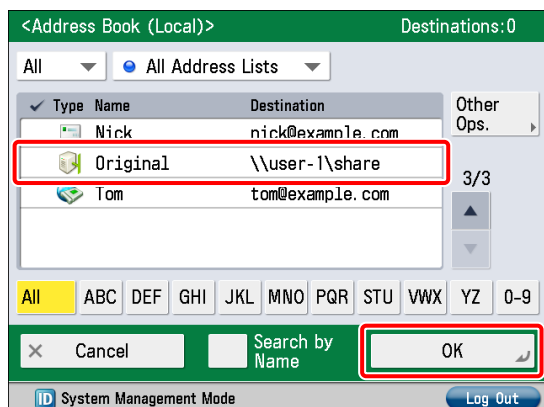 <Address Book (Local)> Destinations:0
All All Address Lists
Type Name Destination Other Ops.
Nick nick@example.com
Original \\user-1\share
3/3
Tom tom@example.com
All ABC DEF GHI JKL MNO PQR STU VWX YZ 0-9
Cancel Search by Name OK
ID System Management Mode Log Out